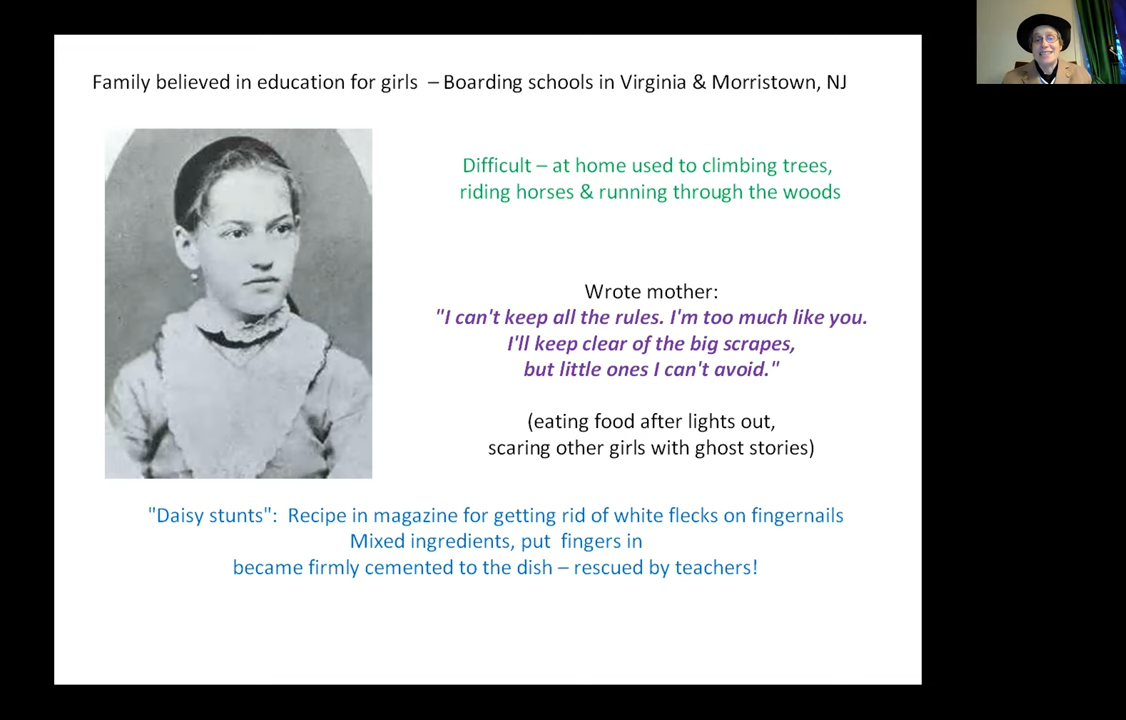 Family believed in education for girls – Boarding schools in Virginia & Morristown, NJ
Difficult – at home used to climbing trees,
riding horses & running through the woods
Wrote mother:
"I can't keep all the rules. I'm too much like you.
I'll keep clear of the big scrapes,
but little ones I can't avoid."
(eating food after lights out,
scaring other girls with ghost stories)
"Daisy stunts": Recipe in magazine for getting rid of white flecks on fingernails
Mixed ingredients, put fingers in
became firmly cemented to the dish – rescued by teachers!